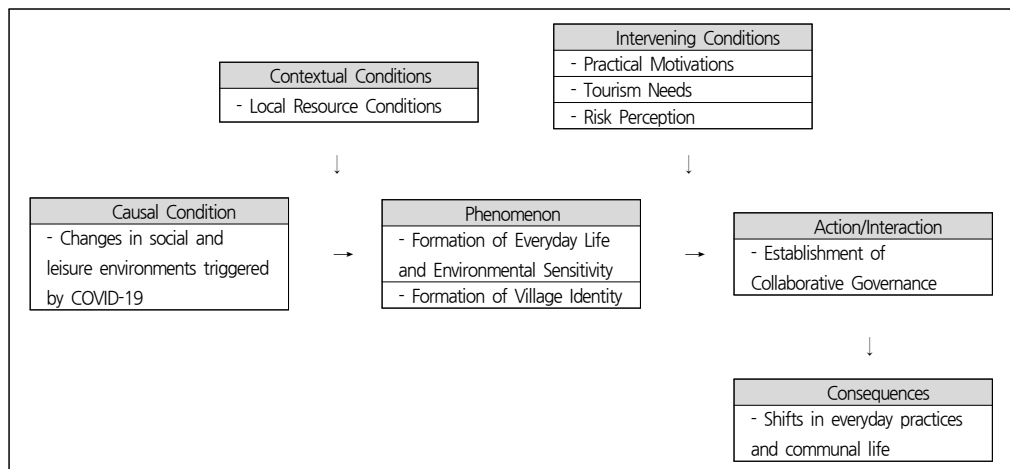 Intervening Conditions
- Practical Motivations
- Tourism Needs
- Risk Perception
Contextual Conditions
- Local Resource Conditions
↓
↓
Causal Condition
- Changes in social and
leisure environments triggered
by COVID-19
→
Phenomenon
- Formation of Everyday Life
and Environmental Sensitivity
- Formation of Village Identity
→
Action/Interaction
- Establishment of
Collaborative Governance
↓
Consequences
- Shifts in everyday practices
and communal life